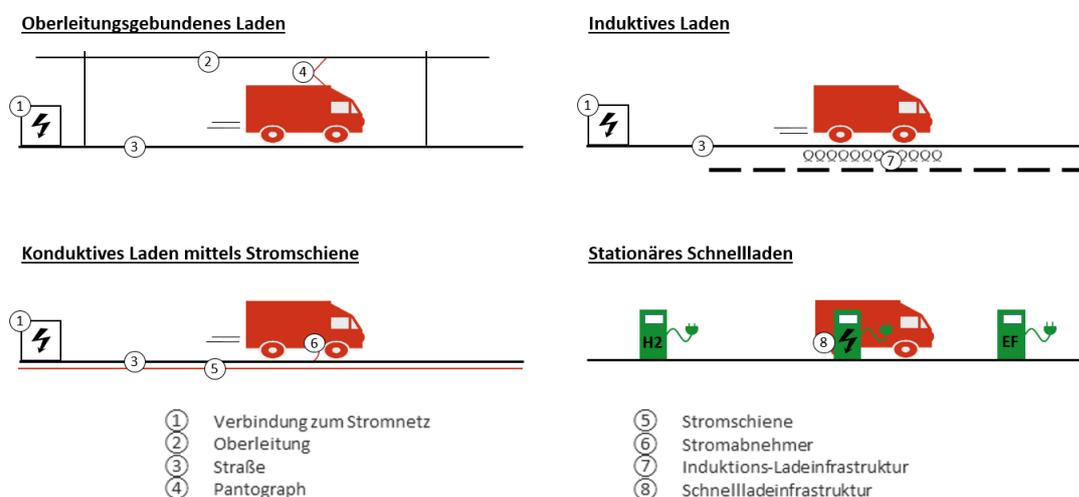 Oberleitungsgebundenes Laden
1
2
3
4
Induktives Laden
1
3
7
Konduktives Laden mittels Stromschiene
1
3
5
6
Stationäres Schnellladen
H2
8
EF
1 Verbindung zum Stromnetz
2 Oberleitung
3 Straße
4 Pantograph
5 Stromschiene
6 Stromabnehmer
7 Induktions-Ladeinfrastruktur
8 Schnellladeinfrastruktur